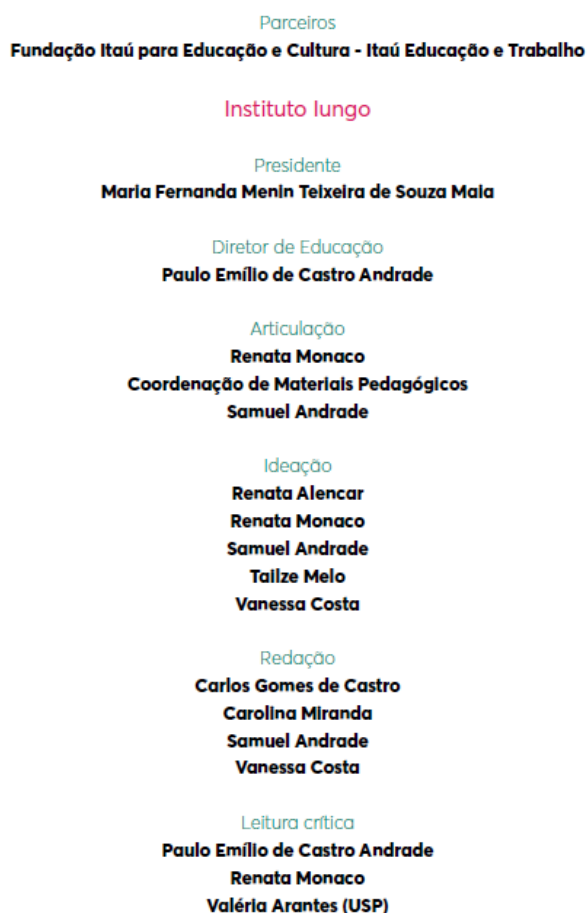 Parceiros
Fundação Itaú para Educação e Cultura - Itaú Educação e Trabalho
Instituto Iungo
Presidente
Maria Fernanda Menin Teixeira de Souza Maia
Diretor de Educação
Paulo Emílio de Castro Andrade
Articulação
Renata Monaco
Coordenação de Materiais Pedagógicos
Samuel Andrade
Ideação
Renata Alencar
Renata Monaco
Samuel Andrade
Tailze Melo
Vanessa Costa
Redação
Carlos Gomes de Castro
Carolina Miranda
Samuel Andrade
Vanessa Costa
Leitura crítica
Paulo Emílio de Castro Andrade
Renata Monaco
Valéria Arantes (USP)